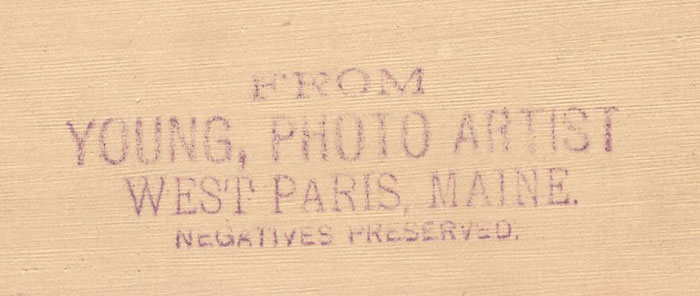 FROM
YOUNG, PHOTO ARTIST
WEST PARIS, MAINE.
NEGATIVES PRESERVED.